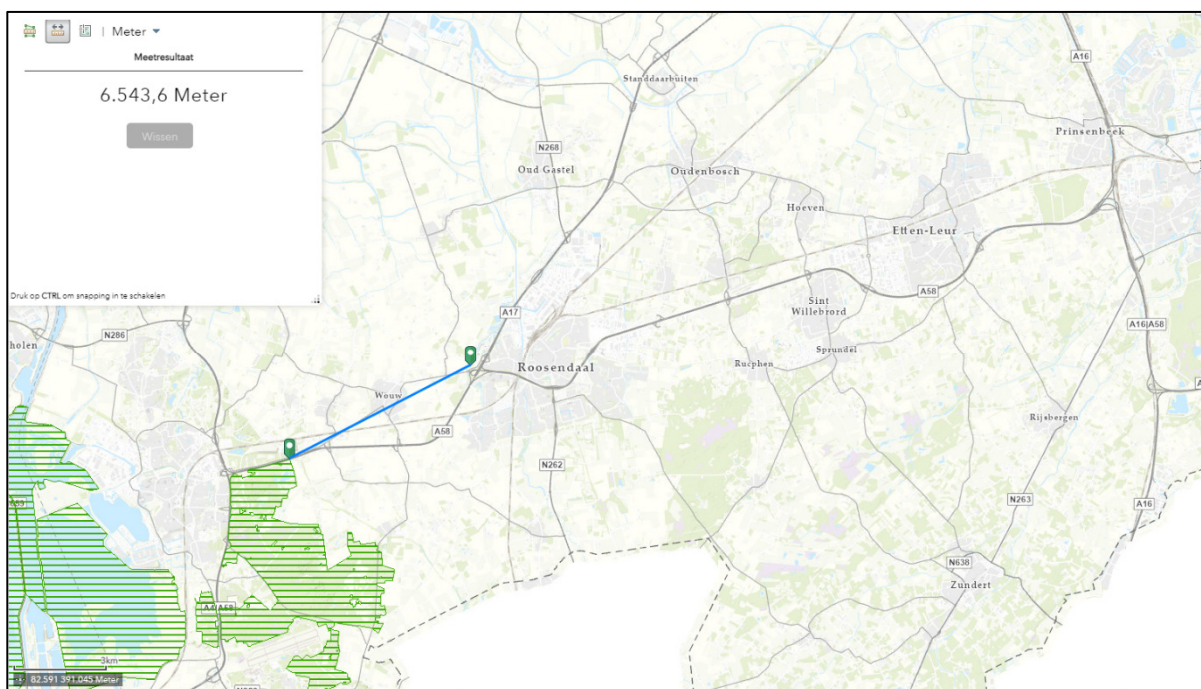 | Meter
Meetresultaat
6.543,6 Meter
Wissen
Druk op CTRL om snapping in te schakelen
Standdaarbuiten
A16
Prinsenbeek
N268
Oud Gastel
Oudenbosch
Hoeven
Etten-Leur
A58
A17
Sint
Willebrord
N286
holen
A16|A58
Roosendaal
Rucphen
Sprundel
Wouw
Rijsbergen
A58
N262
N263
A16
N638
Zundert
3km
82.591 391.045 Meter